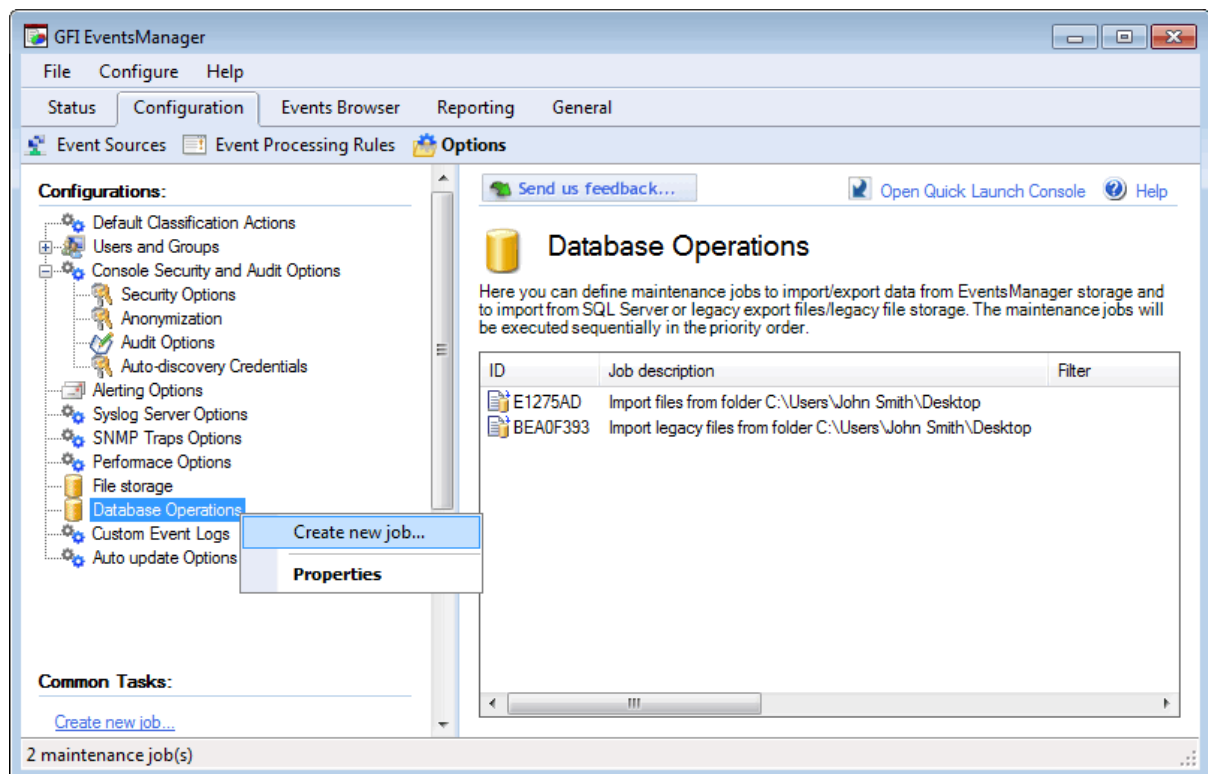 GFI EventsManager
File Configure Help
Status Configuration Events Browser Reporting General
Event Sources Event Processing Rules Options
Configurations:
Default Classification Actions
Users and Groups
Console Security and Audit Options
Security Options
Anonymization
Audit Options
Auto-discovery Credentials
Alerting Options
Syslog Server Options
SNMP Traps Options
Performace Options
File storage
Database Operations
Custom Event Logs
Auto update Options
Create new job...
Properties
Common Tasks:
Create new job...
Send us feedback...
Open Quick Launch Console Help
Database Operations
Here you can define maintenance jobs to import/export data from EventsManager storage and
to import from SQL Server or legacy export files/legacy file storage. The maintenance jobs will
be executed sequentially in the priority order.
ID Job description Filter
E1275AD Import files from folder C:\Users\John Smith\Desktop
BEA0F393 Import legacy files from folder C:\Users\John Smith\Desktop
2 maintenance job(s)